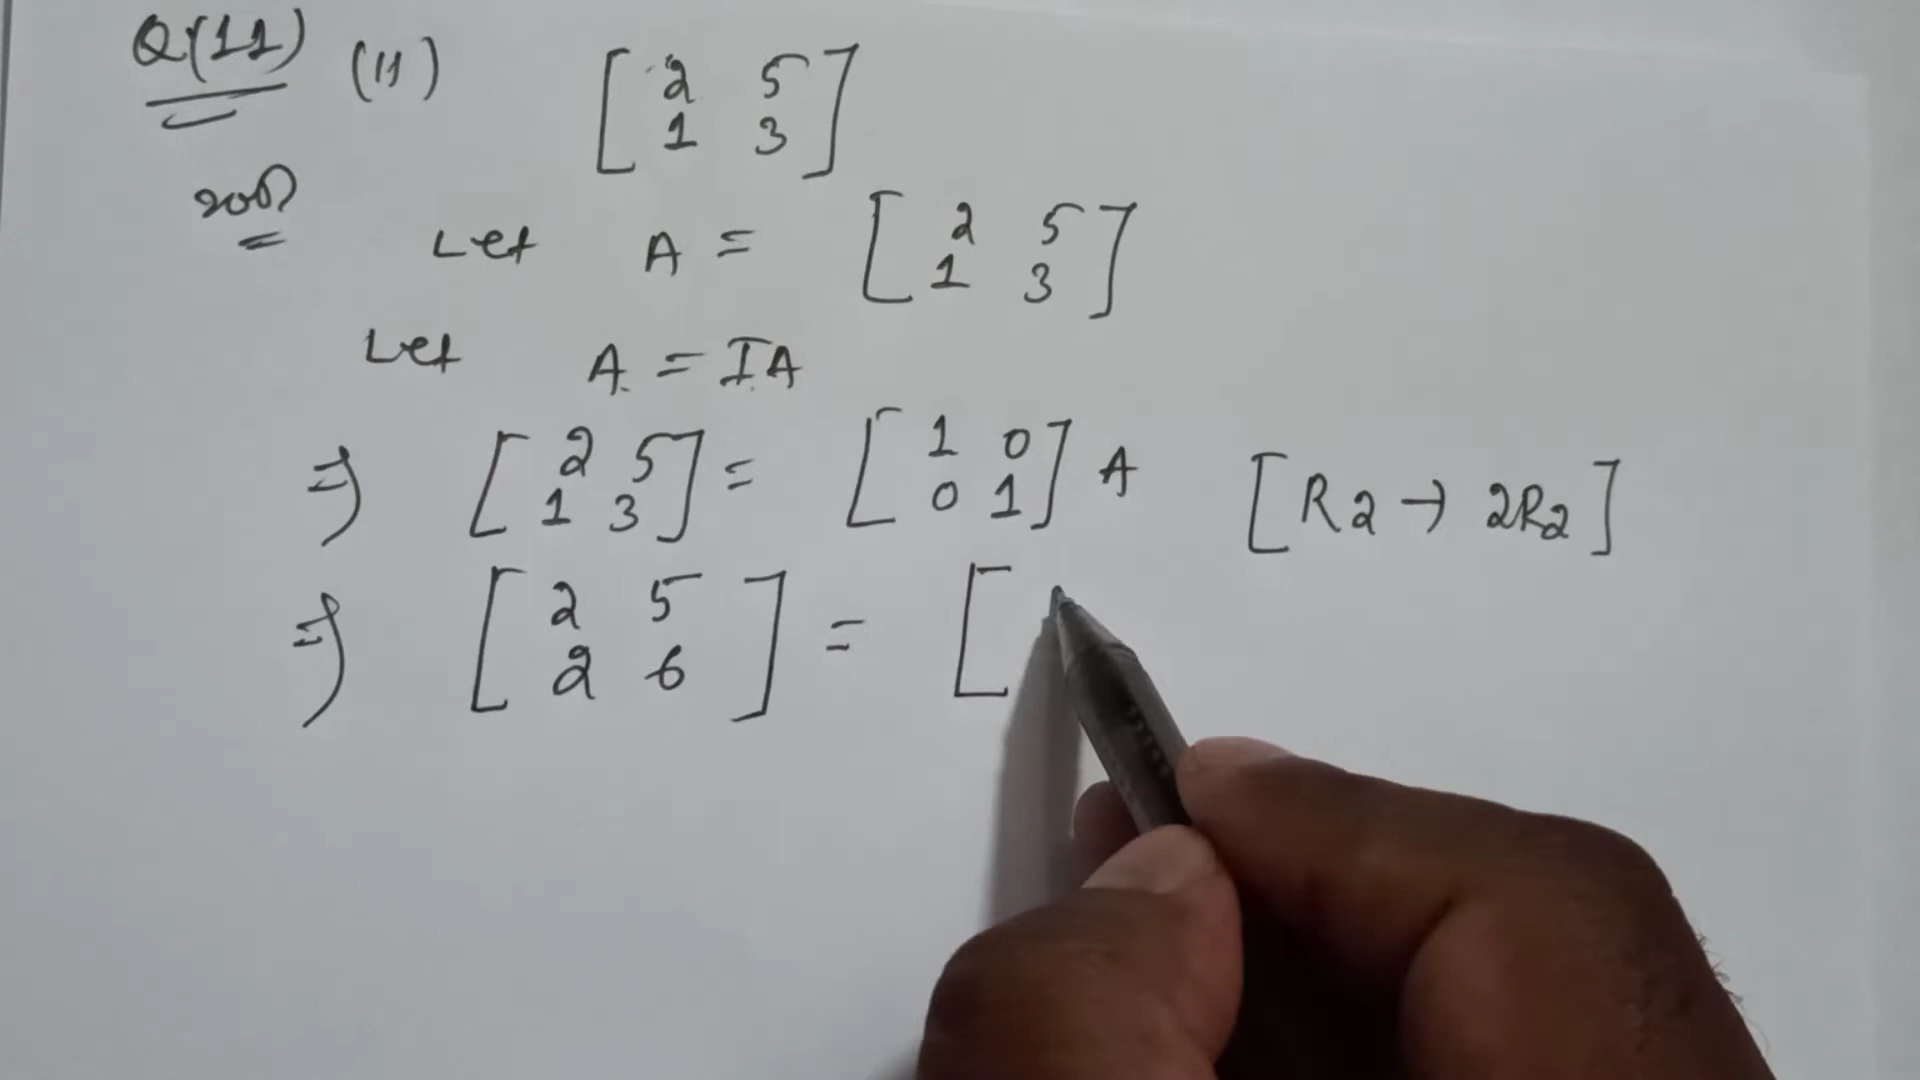 Q(11) (11) [2 5
1 3]
Let A = [2 5
1 3]
Let A = IA
⇒ [2 5
1 3] = [1 0
0 1] A [R2 → 2R2]
⇒ [2 5
2 6] = [